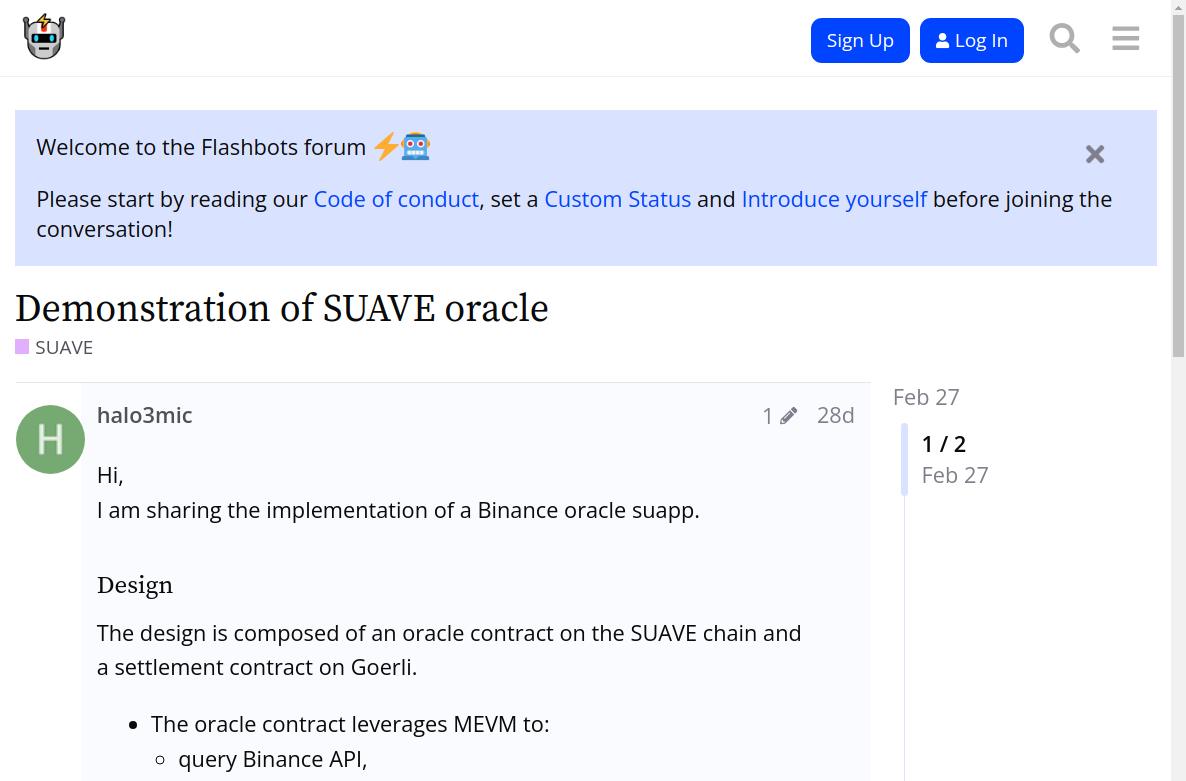 Sign Up
Log In
Welcome to the Flashbots forum
Please start by reading our Code of conduct, set a Custom Status and Introduce yourself before joining the
conversation!
Demonstration of SUAVE oracle
SUAVE
H
halo3mic
1
28d
Feb 27
1 / 2
Feb 27
Hi,
I am sharing the implementation of a Binance oracle suapp.
Design
The design is composed of an oracle contract on the SUAVE chain and
a settlement contract on Goerli.
The oracle contract leverages MEVM to:
query Binance API,